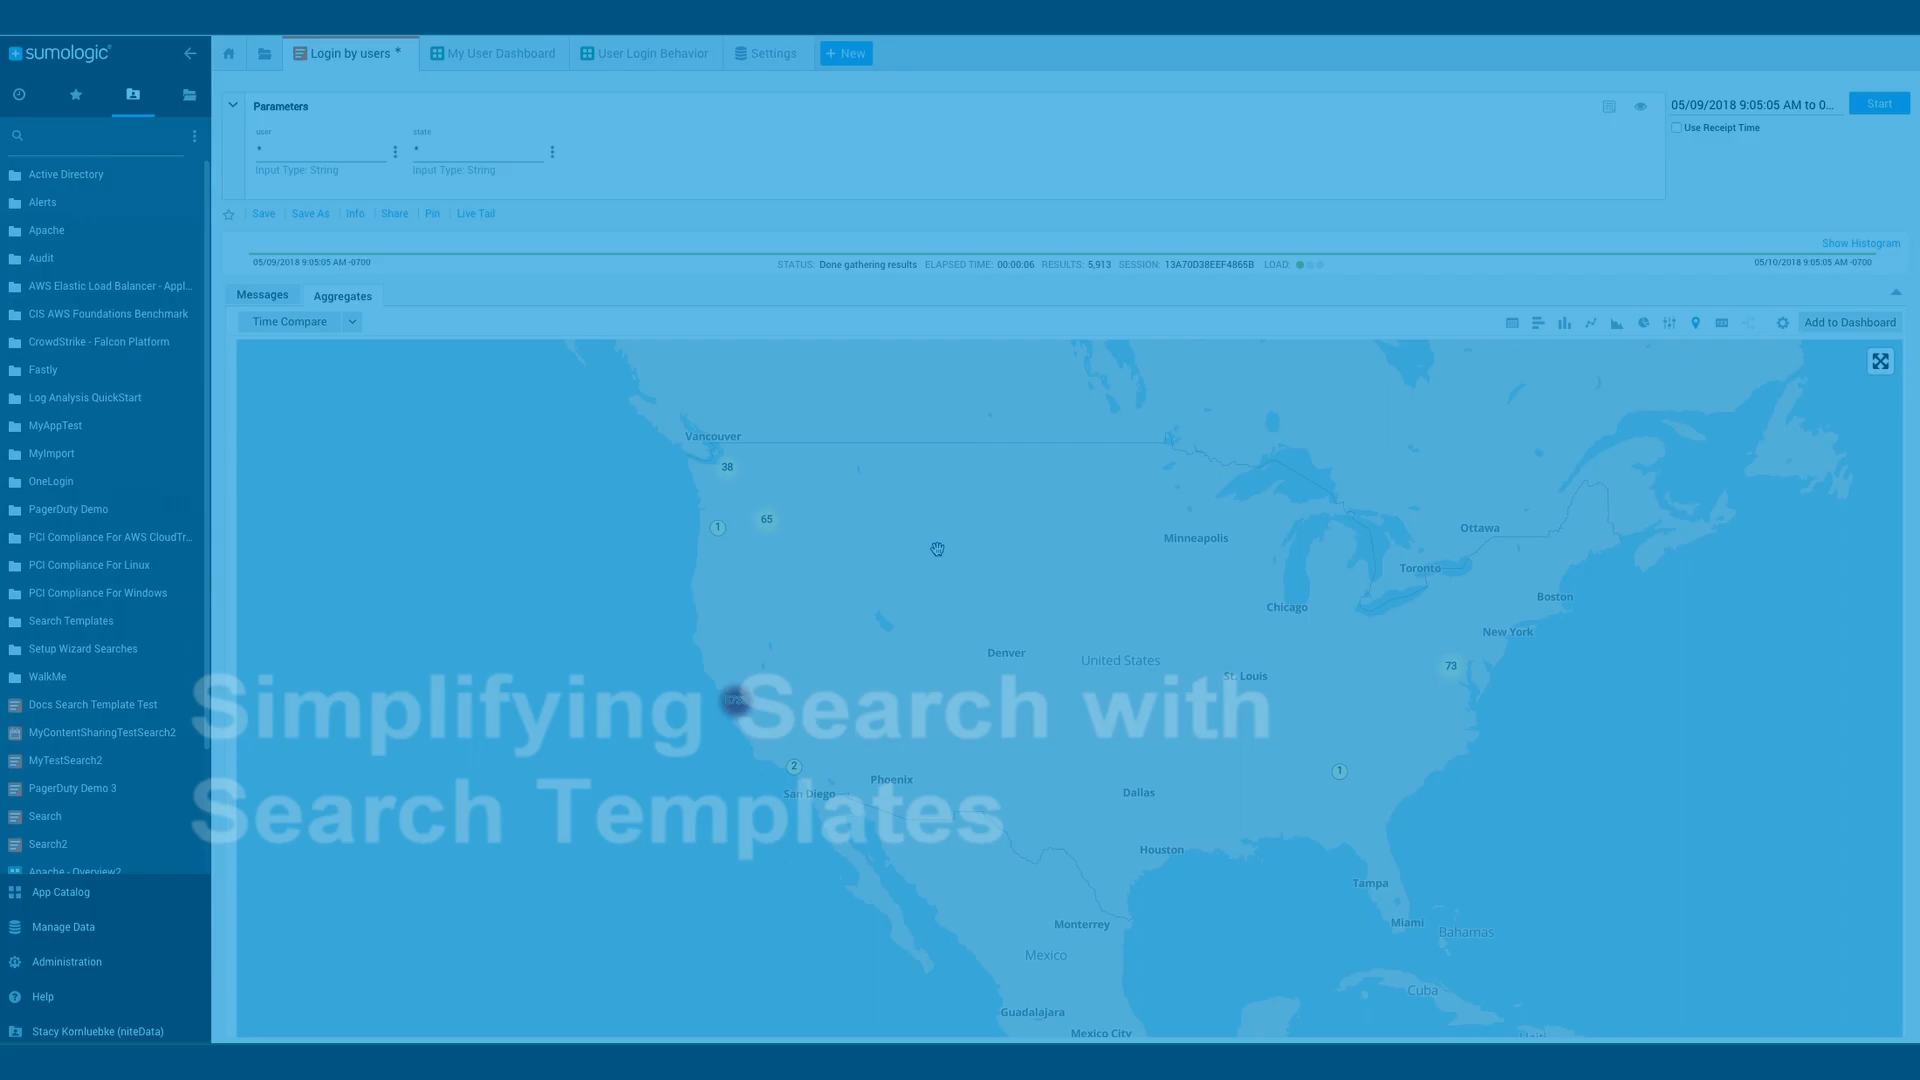 sumologic
Login by users *
My User Dashboard
User Login Behavior
Settings
+ New
Parameters
user
state
*
*
Input Type: String
Input Type: String
05/09/2018 9:05:05 AM to 0...
Start
Use Receipt Time
Save
Save As
Info
Share
Pin
Live Tail
Show Histogram
05/09/2018 9:05:05 AM -0700
STATUS: Done gathering results ELAPSED TIME: 00:00:06 RESULTS: 5,913 SESSION: 13A70D38EEF4865B LOAD:
05/10/2018 9:05:05 AM -0700
Messages
Aggregates
Time Compare
Add to Dashboard
Active Directory
Alerts
Apache
Audit
AWS Elastic Load Balancer - Appl...
CIS AWS Foundations Benchmark
CrowdStrike - Falcon Platform
Fastly
Log Analysis QuickStart
MyAppTest
MyImport
OneLogin
PagerDuty Demo
PCI Compliance For AWS CloudTr...
PCI Compliance For Linux
PCI Compliance For Windows
Search Templates
Setup Wizard Searches
WalkMe
Docs Search Template Test
MyContentSharingTestSearch2
MyTestSearch2
PagerDuty Demo 3
Search
Search2
Apache - Overview2
App Catalog
Manage Data
Administration
Help
Stacy Kornluebke (niteData)
Vancouver
38
65
1
Minneapolis
Ottawa
Toronto
Chicago
Boston
New York
Denver
United States
St. Louis
73
Simplifying Search with
Search Templates
2
San Diego
Phoenix
1
Dallas
Houston
Tampa
Miami
Monterrey
Bahamas
Mexico
Cuba
Guadalajara
Mexico City